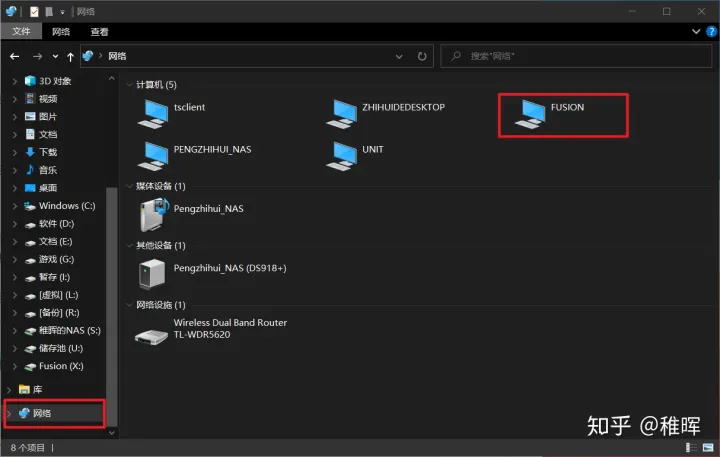 网络
文件
网络
查看
网络
搜索"网络"
3D 对象
视频
图片
文档
下载
音乐
桌面
Windows (C:)
软件 (D:)
文档 (E:)
游戏 (G:)
暂存 (I:)
[虚拟] (L:)
[备份] (R:)
稚晖的NAS (S:)
储存池 (U:)
Fusion (X:)
库
网络
计算机 (5)
tsclient
ZHIHUIDEDESKTOP
FUSION
PENGZHIHUI_NAS
UNIT
媒体设备 (1)
Pengzhihui_NAS
其他设备 (1)
Pengzhihui_NAS (DS918+)
网络设施 (1)
Wireless Dual Band Router
TL-WDR5620
8 个项目
知乎 @稚晖